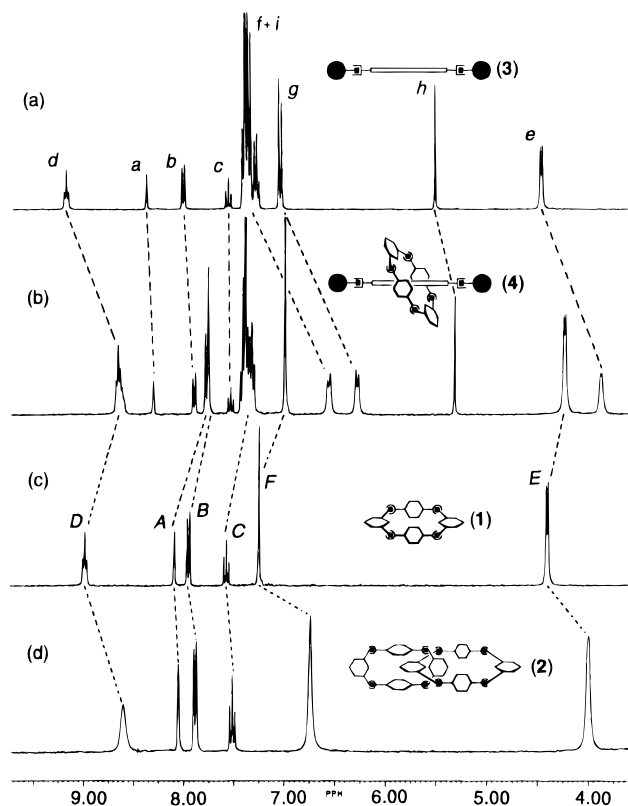 f + i
(3)
(a)
g
h
d
a
b
c
e
(4)
(b)
(c)
F
E
D
A
B
C
(1)
(d)
(2)
9.00 8.00 7.00 PPM 6.00 5.00 4.00